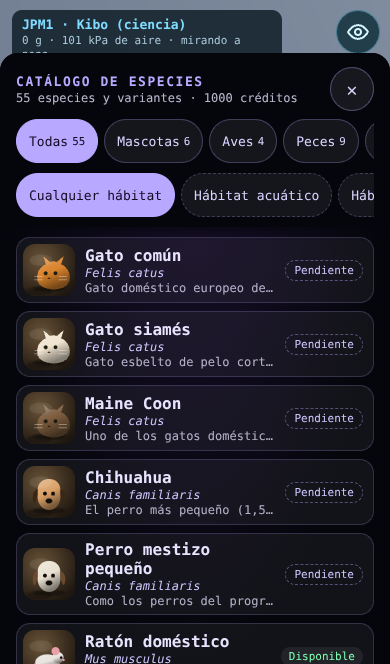 JPM1 · Kibo (ciencia)
0 g · 101 kPa de aire · mirando a
CATÁLOGO DE ESPECIES
55 especies y variantes · 1000 créditos
×
Todas 55 Mascotas 6 Aves 4 Peces 9
Cualquier hábitat Hábitat acuático Háb
Gato común
Felis catus
Gato doméstico europeo de…
Pendiente
Gato siamés
Felis catus
Gato esbelto de pelo cort…
Pendiente
Maine Coon
Felis catus
Uno de los gatos doméstic…
Pendiente
Chihuahua
Canis familiaris
El perro más pequeño (1,5…
Pendiente
Perro mestizo
pequeño
Canis familiaris
Como los perros del progr…
Pendiente
Ratón doméstico
Mus musculus
Disponible